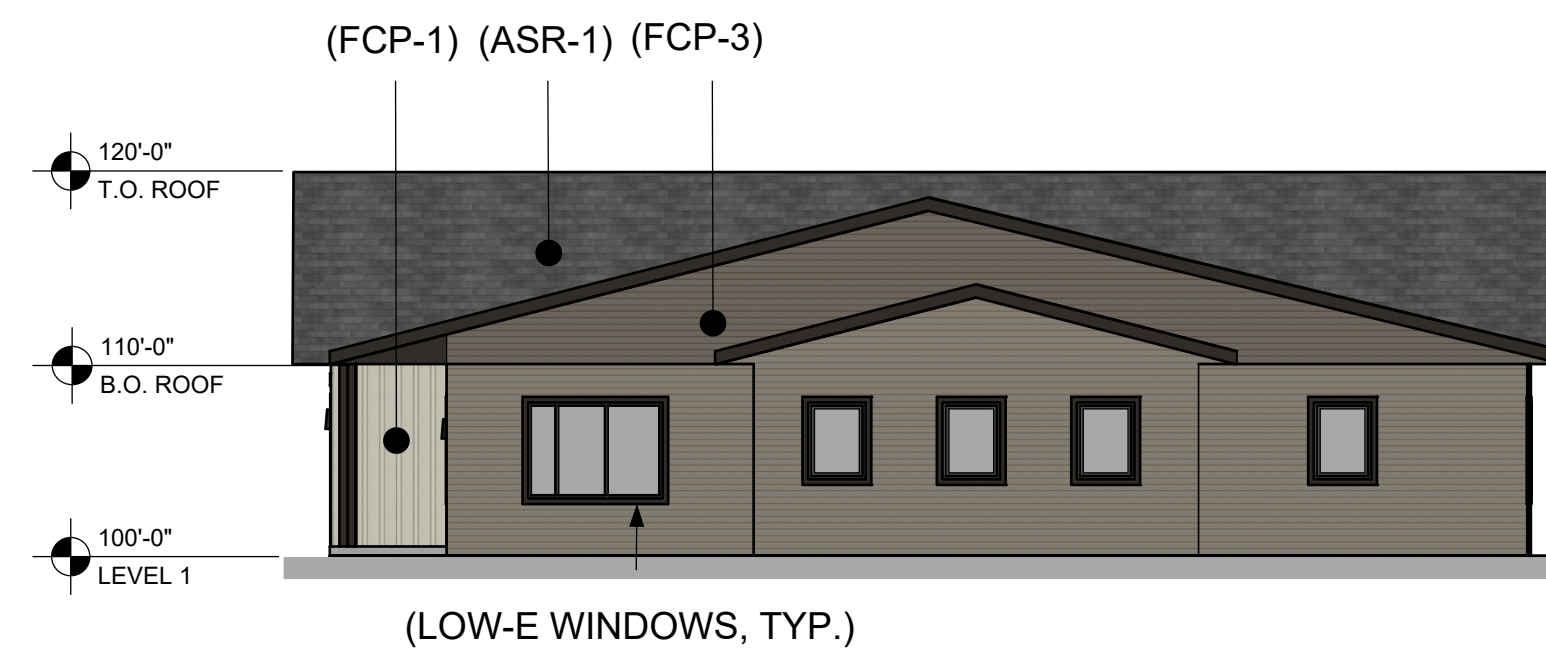 (FCP-1) (ASR-1) (FCP-3)
120'-0"
T.O. ROOF
110'-0"
B.O. ROOF
100'-0"
LEVEL 1
(LOW-E WINDOWS, TYP.)